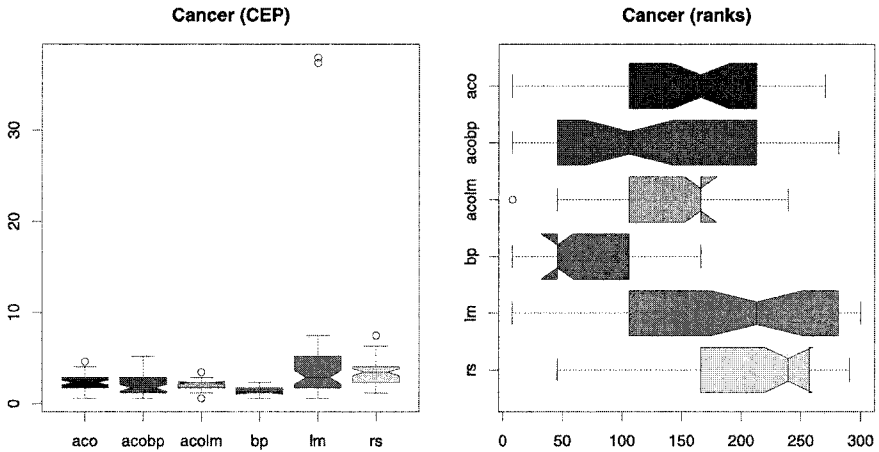 Cancer (CEP)
30
20
10
0
aco acobp acolm bp lm rs
Cancer (ranks)
aco
acobp
acolm
bp
lm
rs
0 50 100 150 200 250 300